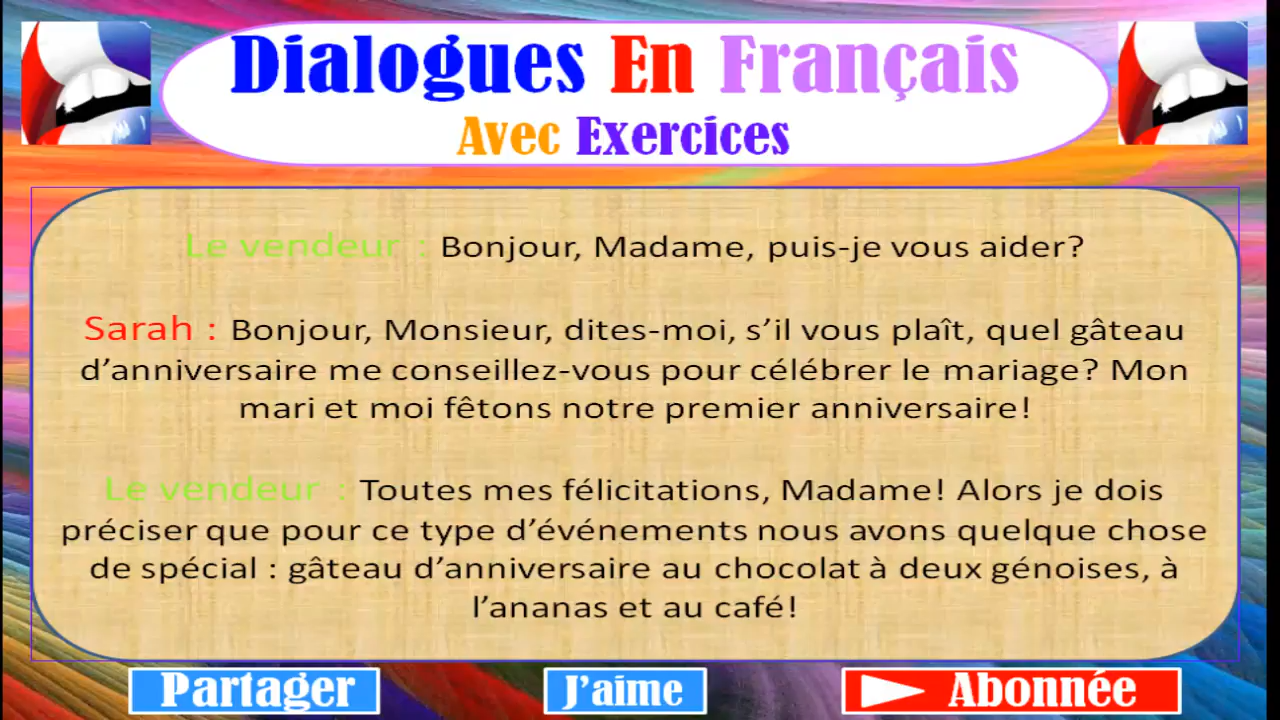 Dialogues En Français
Avec Exercices
Le vendeur : Bonjour, Madame, puis-je vous aider?
Sarah : Bonjour, Monsieur, dites-moi, s’il vous plaît, quel gâteau
d’anniversaire me conseillez-vous pour célébrer le mariage? Mon
mari et moi fêtons notre premier anniversaire!
Le vendeur : Toutes mes félicitations, Madame! Alors je dois
préciser que pour ce type d’événements nous avons quelque chose
de spécial : gâteau d’anniversaire au chocolat à deux génoises, à
l’ananas et au café!
Partager
J’aime
Abonnée